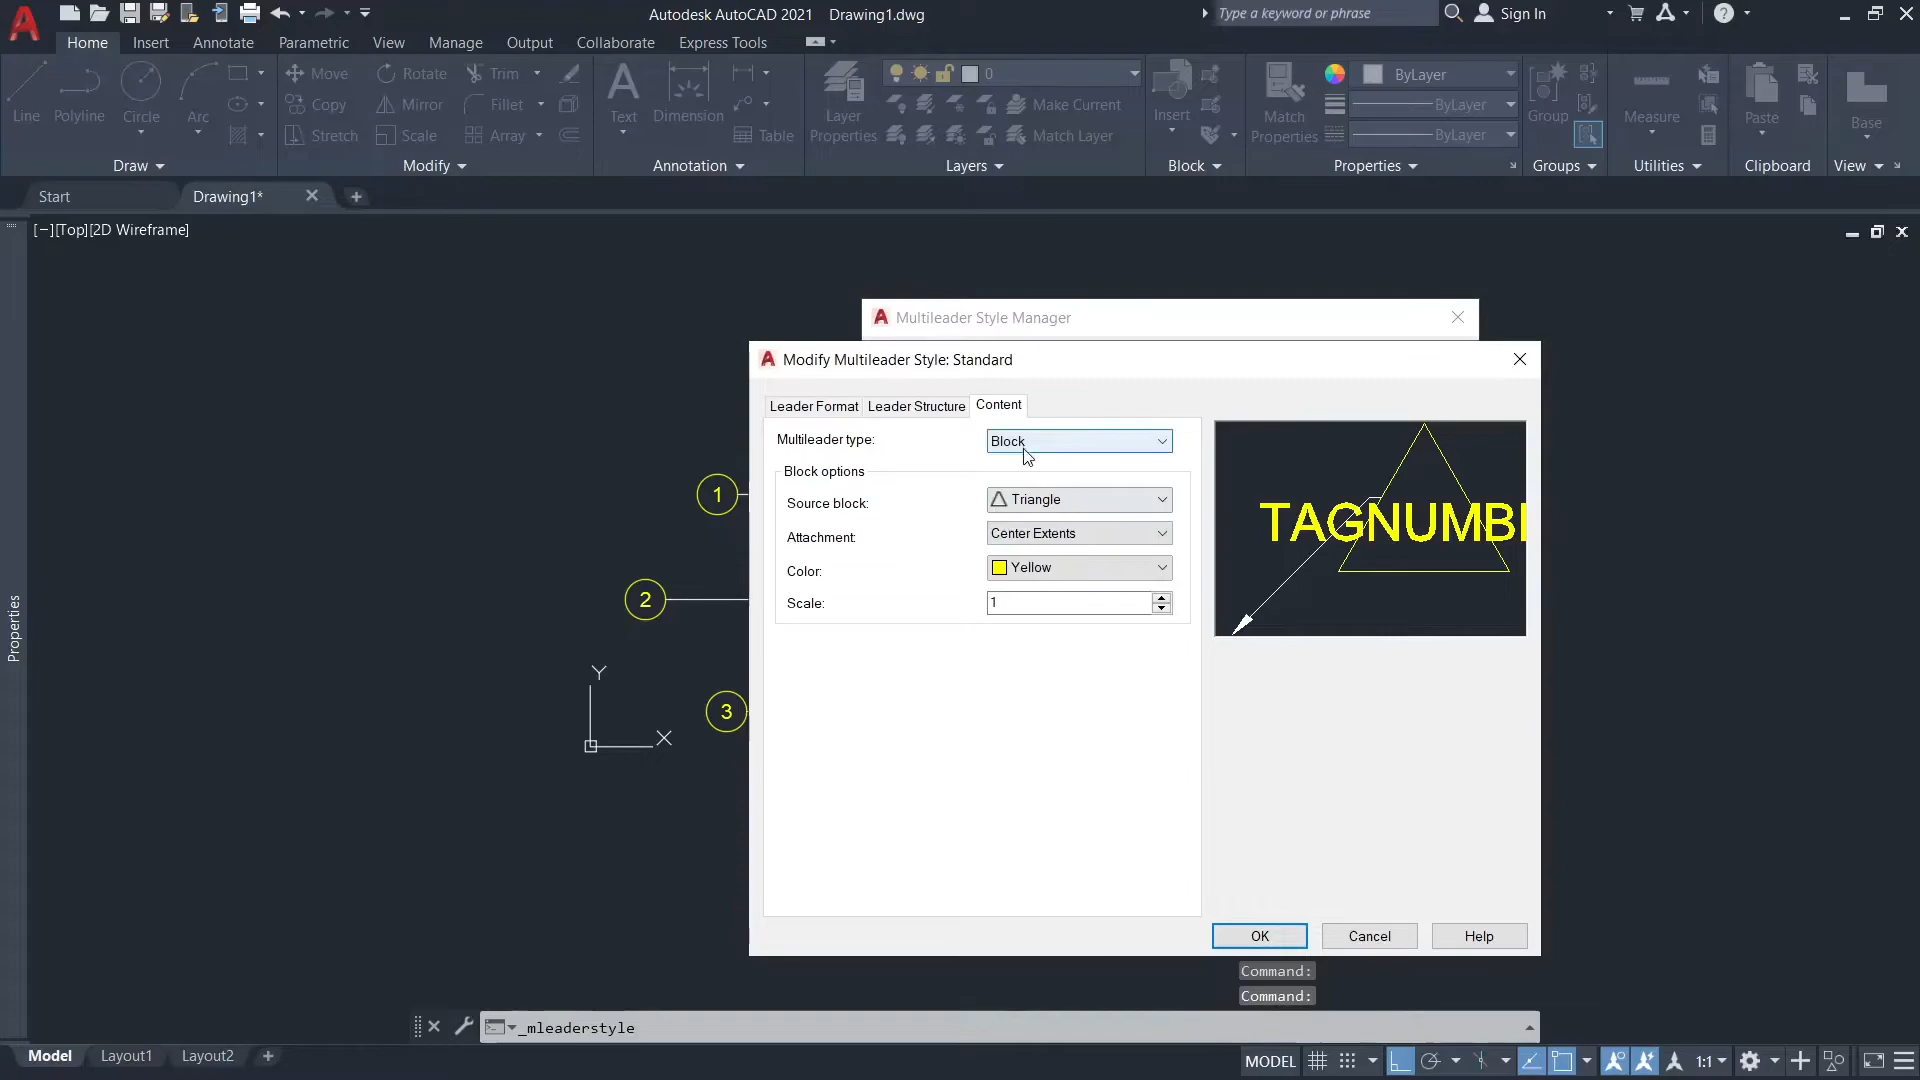 Autodesk AutoCAD 2021 Drawing1.dwg
Type a keyword or phrase
Sign In
Home Insert Annotate Parametric View Manage Output Collaborate Express Tools
Line Polyline Circle Arc
Draw
Move Rotate Trim
Copy Mirror Fillet
Stretch Scale Array
Modify
Text Dimension Table
Annotation
Layer Properties
0
Make Current
Match Layer
Layers
Insert
Block
Match Properties
ByLayer
ByLayer
ByLayer
Properties
Group
Groups
Measure
Utilities
Paste
Clipboard
Base
View
Start Drawing1*
[−][Top][2D Wireframe]
Properties
1
2
3
Y
X
Multileader Style Manager
Modify Multileader Style: Standard
Leader Format Leader Structure Content
Multileader type: Block
Block options
Source block: Triangle
Attachment: Center Extents
Color: Yellow
Scale: 1
TAGNUMB
OK Cancel Help
Command:
Command:
_mleaderstyle
Model Layout1 Layout2
MODEL 1:1